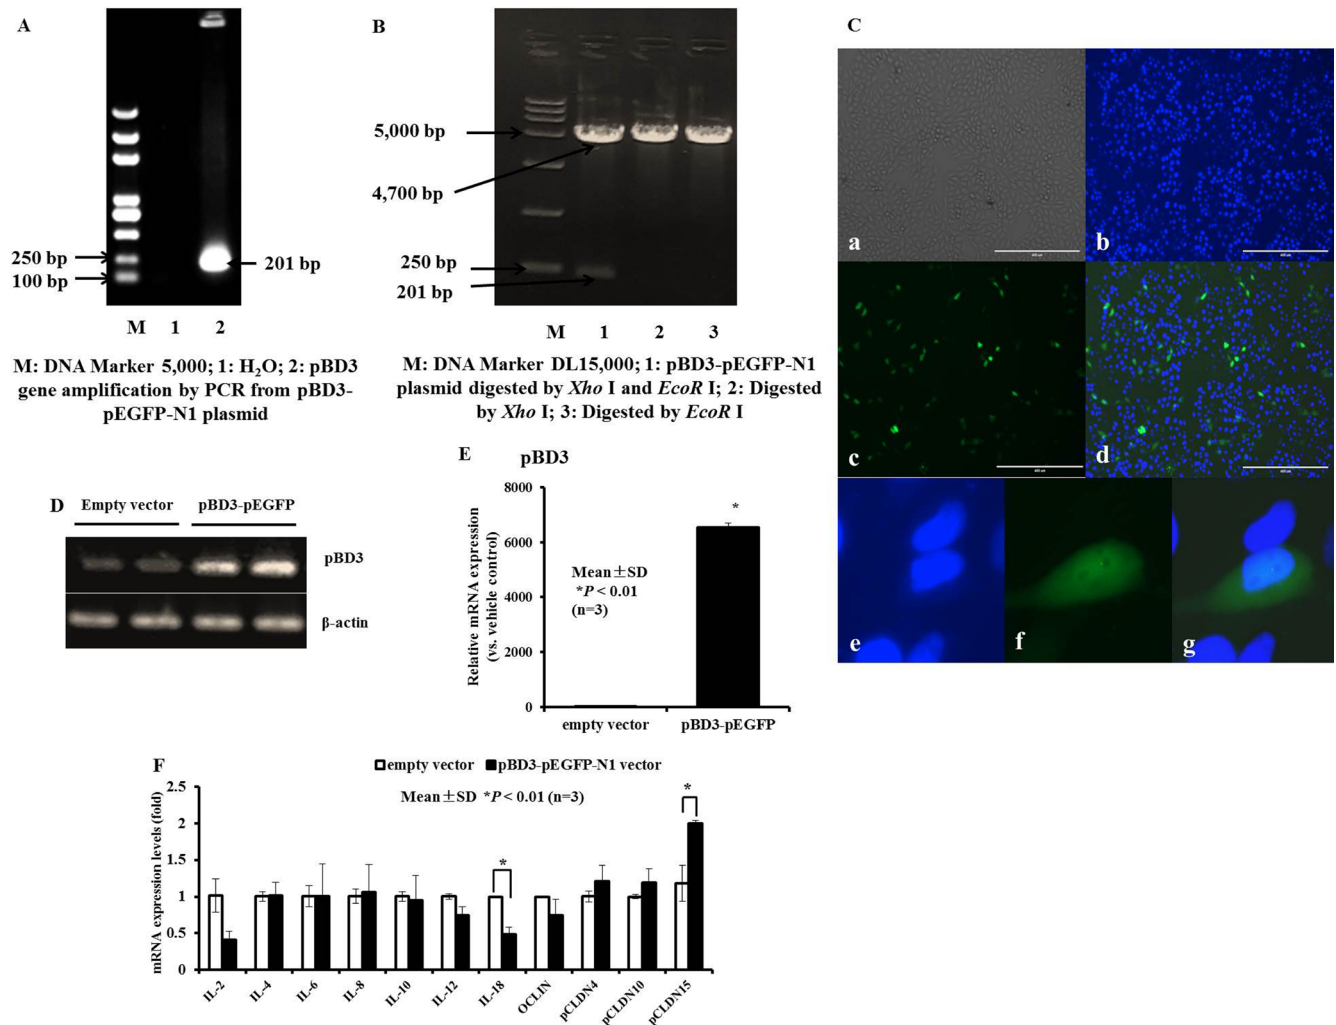 A
250 bp
100 bp
201 bp
M 1 2
M: DNA Marker 5,000; 1: H₂O; 2: pBD3
gene amplification by PCR from pBD3-
pEGFP-N1 plasmid
B
5,000 bp
4,700 bp
250 bp
201 bp
M 1 2 3
M: DNA Marker DL15,000; 1: pBD3-pEGFP-N1
plasmid digested by Xho I and EcoR I; 2: Digested
by Xho I; 3: Digested by EcoR I
C
a
b
c
d
e
f
g
D
Empty vector pBD3-pEGFP
pBD3
β-actin
E
pBD3
Relative mRNA expression
(vs. vehicle control)
8000
6000
4000
2000
0
*
Mean±SD
*P < 0.01
(n=3)
empty vector pBD3-pEGFP
F
empty vector pBD3-pEGFP-N1 vector
Mean±SD *P < 0.01 (n=3)
mRNA expression levels (fold)
2.5
2
1.5
1
0.5
0
*
*
IL-2 IL-4 IL-6 IL-8 IL-10 IL-12 IL-18 OCLIN pCLDN4 pCLDN10 pCLDN15